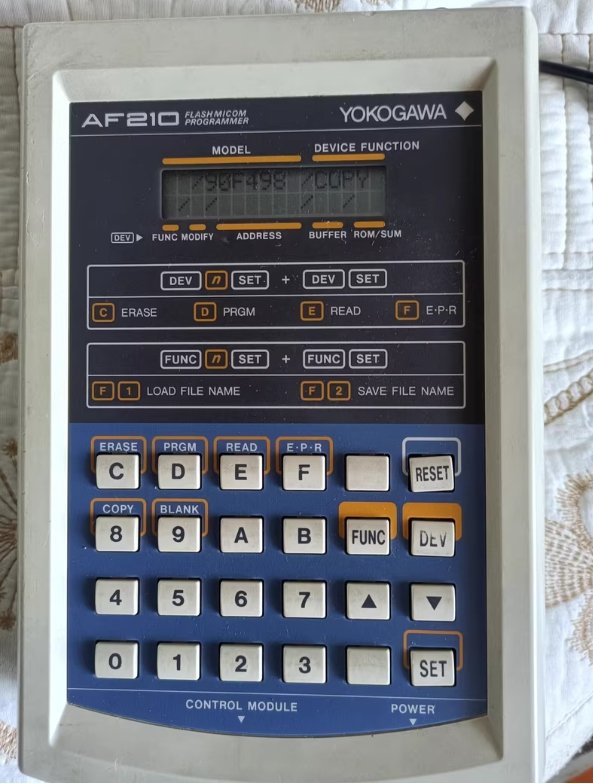 AF210 FLASH MICOM PROGRAMMER YOKOGAWA
MODEL DEVICE FUNCTION
/90F498 /COPY
/ / / /
DEV FUNC MODIFY ADDRESS BUFFER ROM/SUM
DEV n SET + DEV SET
C ERASE D PRGM E READ F E·P·R
FUNC n SET + FUNC SET
F 1 LOAD FILE NAME F 2 SAVE FILE NAME
ERASE PRGM READ E·P·R
C D E F RESET
COPY BLANK
8 9 A B FUNC DEV
4 5 6 7 ▲ ▼
0 1 2 3 SET
CONTROL MODULE POWER